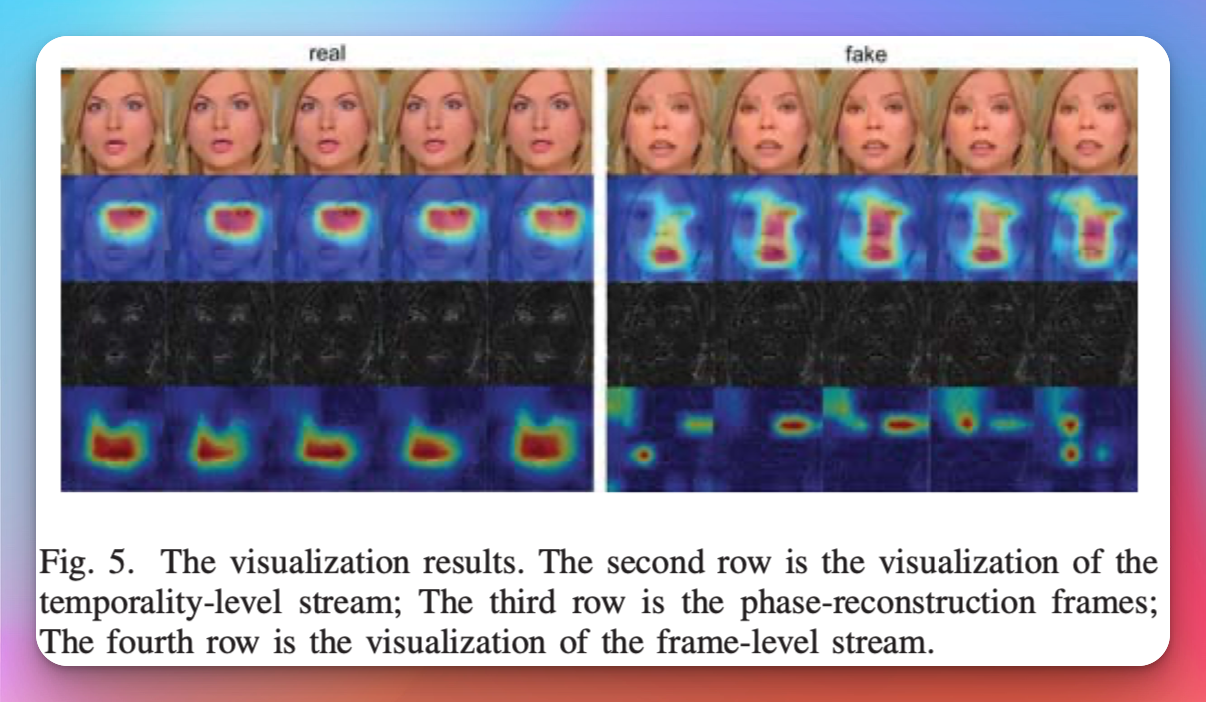 real
fake
Fig. 5. The visualization results. The second row is the visualization of the
temporality-level stream; The third row is the phase-reconstruction frames;
The fourth row is the visualization of the frame-level stream.